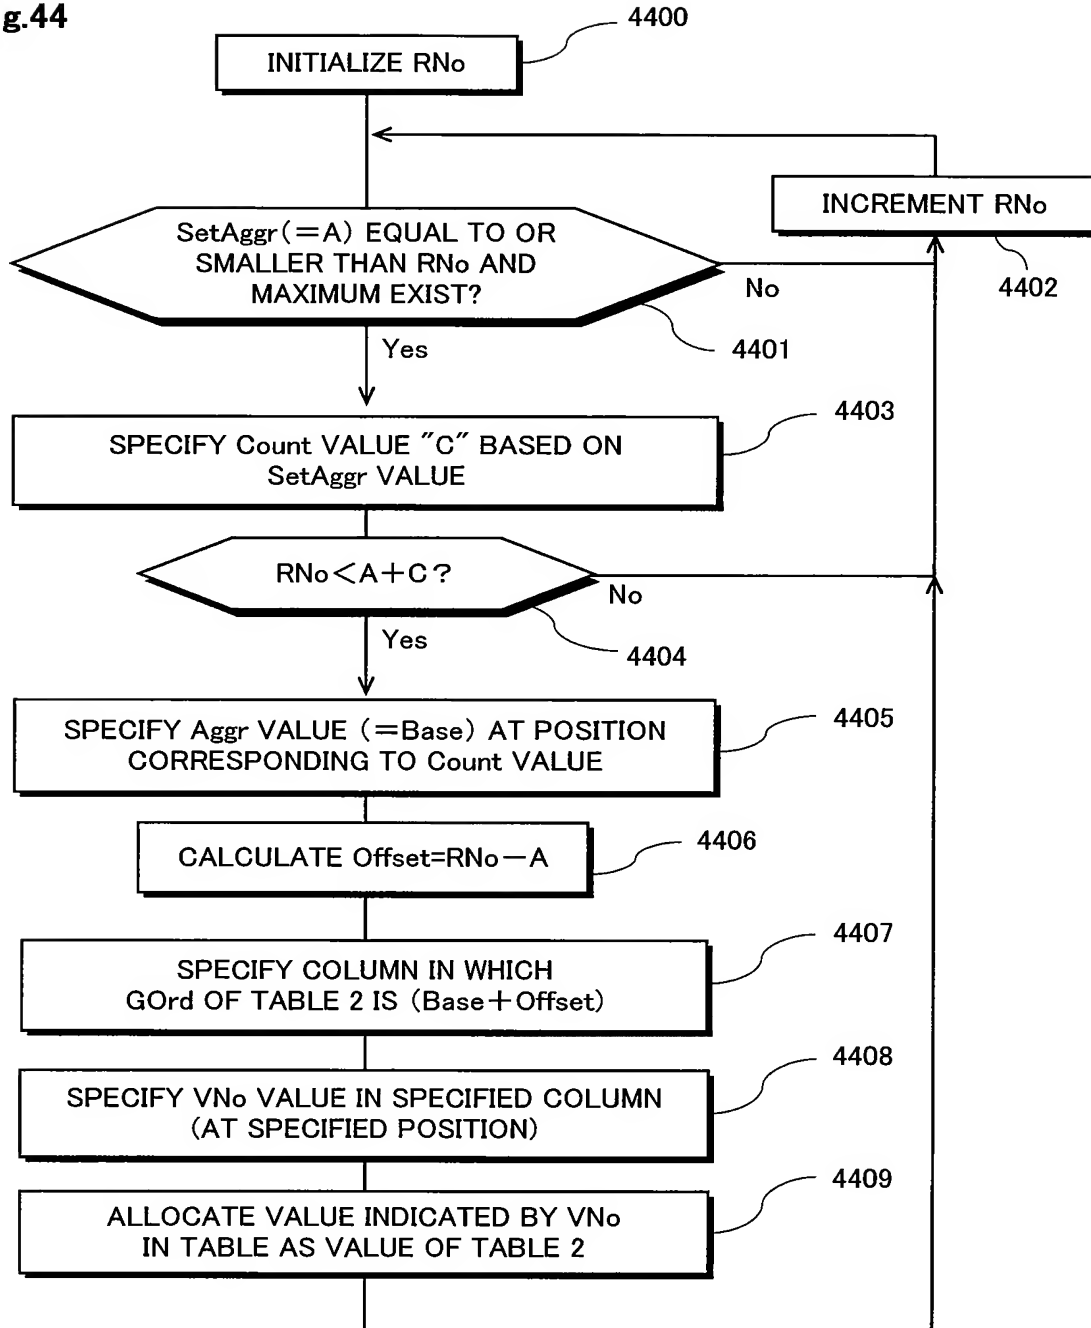 g.44
4400
INITIALIZE RNo
INCREMENT RNo
4402
SetAggr(=A) EQUAL TO OR
SMALLER THAN RNo AND
MAXIMUM EXIST?
No
4401
Yes
4403
SPECIFY Count VALUE "C" BASED ON
SetAggr VALUE
RNo<A+C?
No
4404
Yes
4405
SPECIFY Aggr VALUE (=Base) AT POSITION
CORRESPONDING TO Count VALUE
4406
CALCULATE Offset=RNo−A
4407
SPECIFY COLUMN IN WHICH
GOrd OF TABLE 2 IS (Base+Offset)
4408
SPECIFY VNo VALUE IN SPECIFIED COLUMN
(AT SPECIFIED POSITION)
4409
ALLOCATE VALUE INDICATED BY VNo
IN TABLE AS VALUE OF TABLE 2